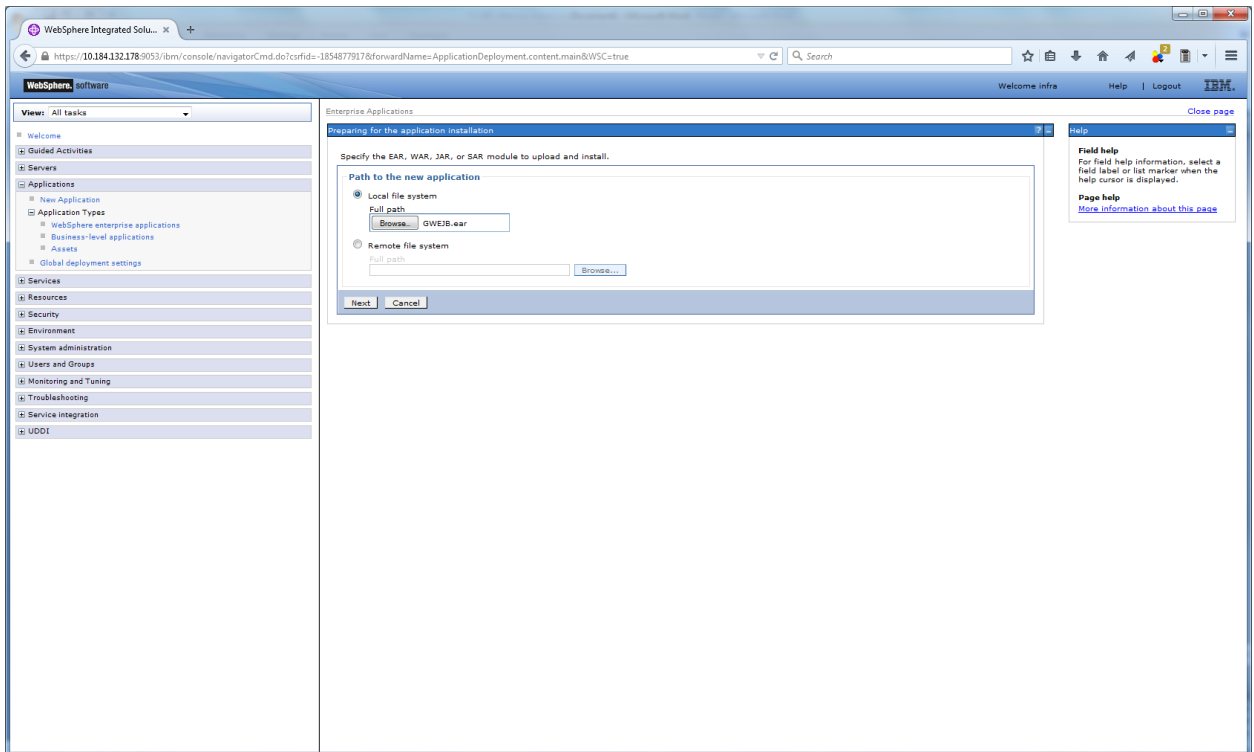 WebSphere Integrated Solu... × +
https://10.184.132.178:9053/ibm/console/navigatorCmd.do?csrfid=-1854877917&forwardName=ApplicationDeployment.content.main&WSC=true
Search
2
WebSphere. software
Welcome infra
Help | Logout
IBM.
View: All tasks
Welcome
Guided Activities
Servers
Applications
New Application
Application Types
WebSphere enterprise applications
Business-level applications
Assets
Global deployment settings
Services
Resources
Security
Environment
System administration
Users and Groups
Monitoring and Tuning
Troubleshooting
Service integration
UDDI
Enterprise Applications
Close page
Preparing for the application installation
? -
Specify the EAR, WAR, JAR, or SAR module to upload and install.
Path to the new application
Local file system
Full path
Browse.. GWEJB.ear
Remote file system
Full path
Browse...
Next Cancel
Help
Field help
For field help information, select a
field label or list marker when the
help cursor is displayed.
Page help
More information about this page